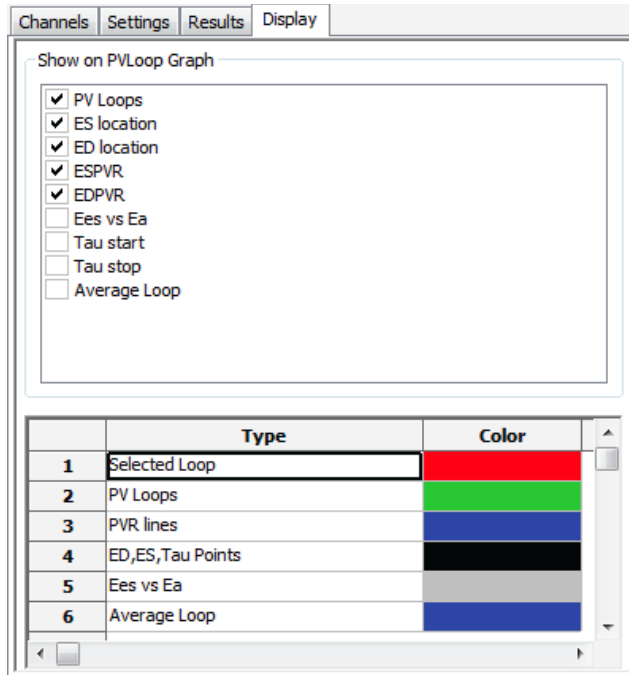 Channels Settings Results Display
Show on PVLoop Graph
PV Loops
ES location
ED location
ESPVR
EDPVR
Ees vs Ea
Tau start
Tau stop
Average Loop
Type Color
1 Selected Loop
2 PV Loops
3 PVR lines
4 ED,ES,Tau Points
5 Ees vs Ea
6 Average Loop